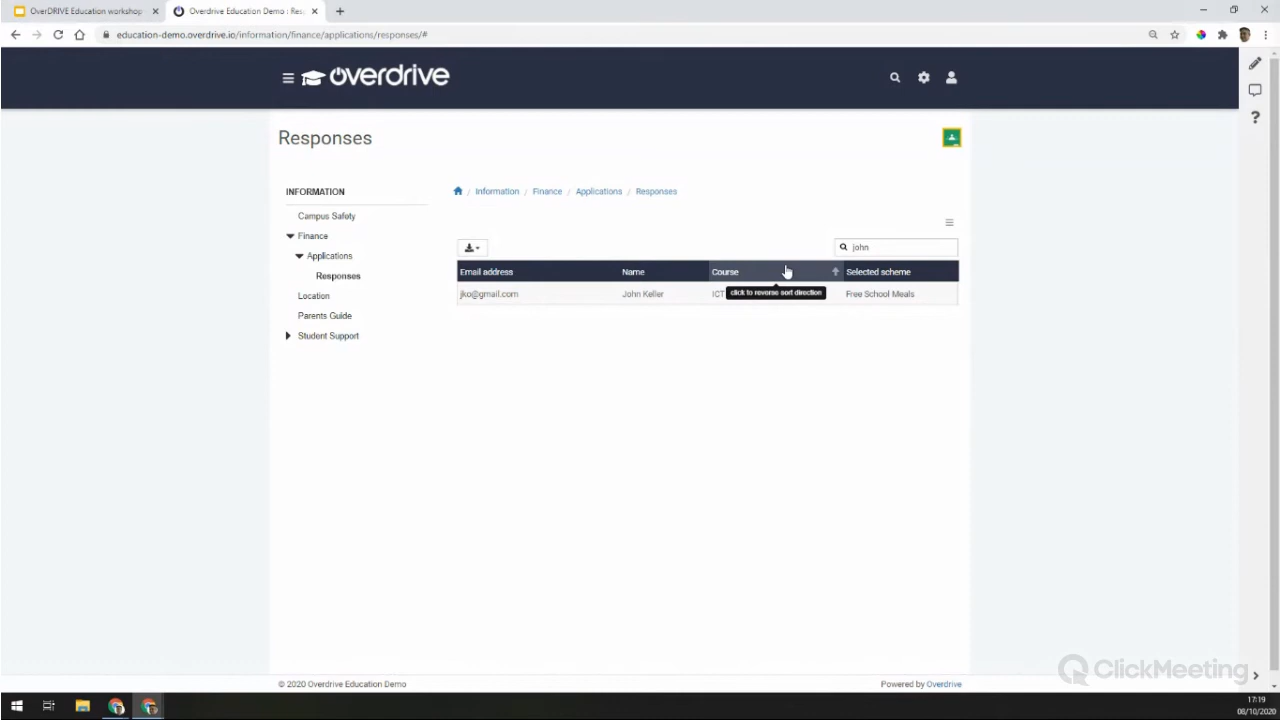 OverDRIVE Education workshop
Overdrive Education Demo : Res
education-demo.overdrive.io/information/finance/applications/responses/#
overdrive
Responses
INFORMATION
Campus Safety
Finance
Applications
Responses
Location
Parents Guide
Student Support
/ Information / Finance / Applications / Responses
john
Email address Name Course Selected scheme
jko@gmail.com John Keller ICT Free School Meals
click to reverse sort direction
ClickMeeting
© 2020 Overdrive Education Demo Powered by Overdrive
17:19
08/10/2020